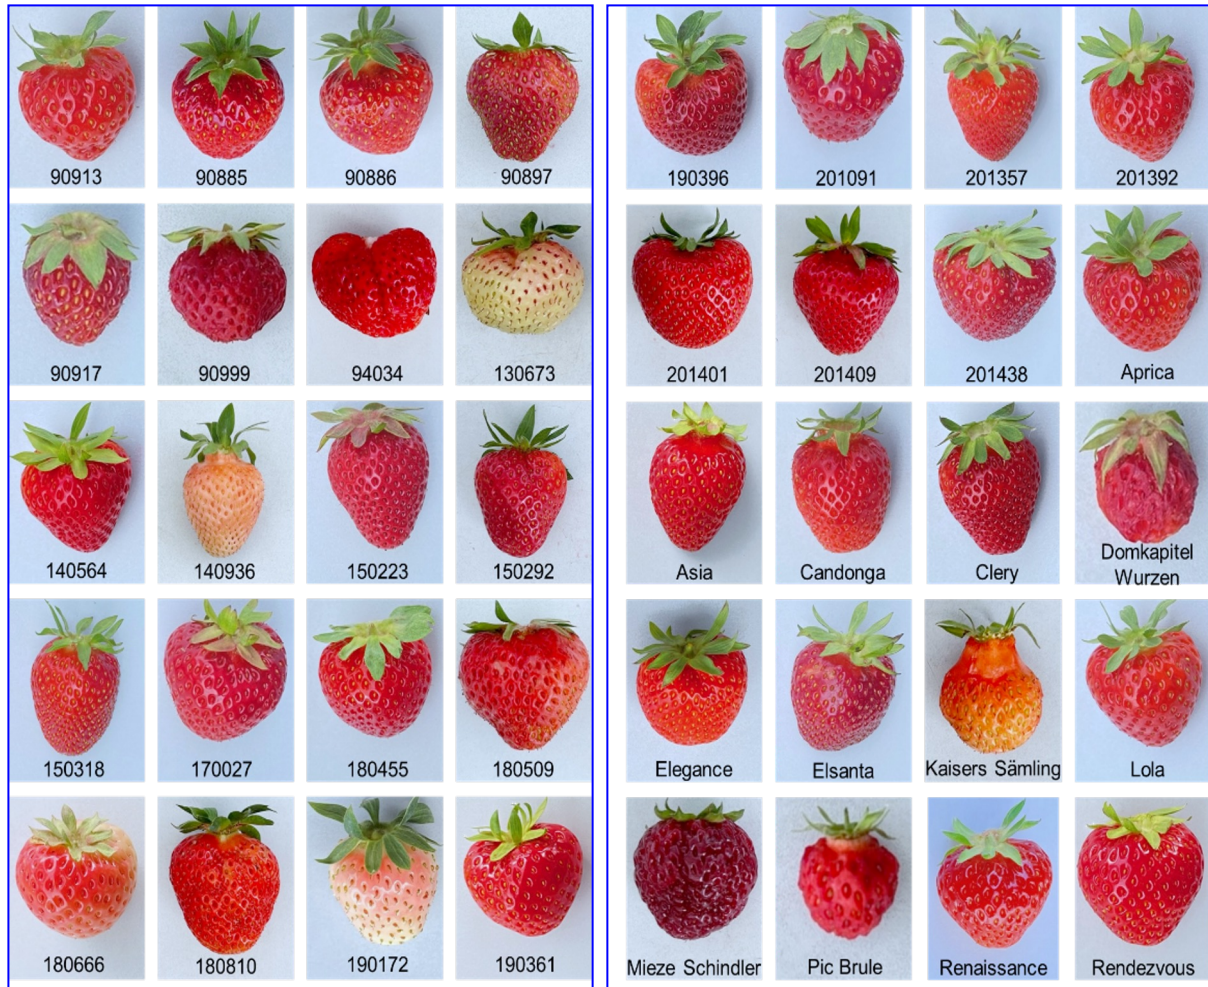 90913
90885
90886
90897
90917
90999
94034
130673
140564
140936
150223
150292
150318
170027
180455
180509
180666
180810
190172
190361
190396
201091
201357
201392
201401
201409
201438
Aprica
Asia
Candonga
Clery
Domkapitel
Wurzen
Elegance
Elsanta
Kaisers Sämling
Lola
Mieze Schindler
Pic Brule
Renaissance
Rendezvous